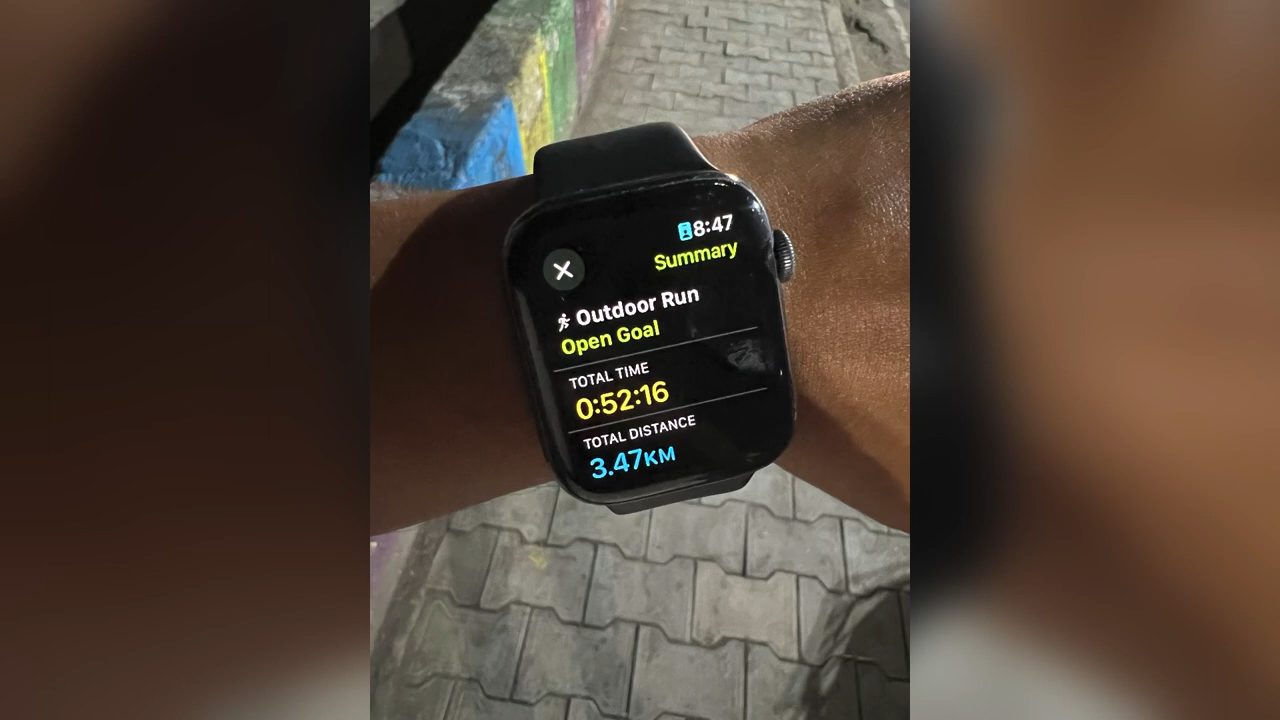 8:47
Summary
Outdoor Run
Open Goal
TOTAL TIME
0:52:16
TOTAL DISTANCE
3.47KM